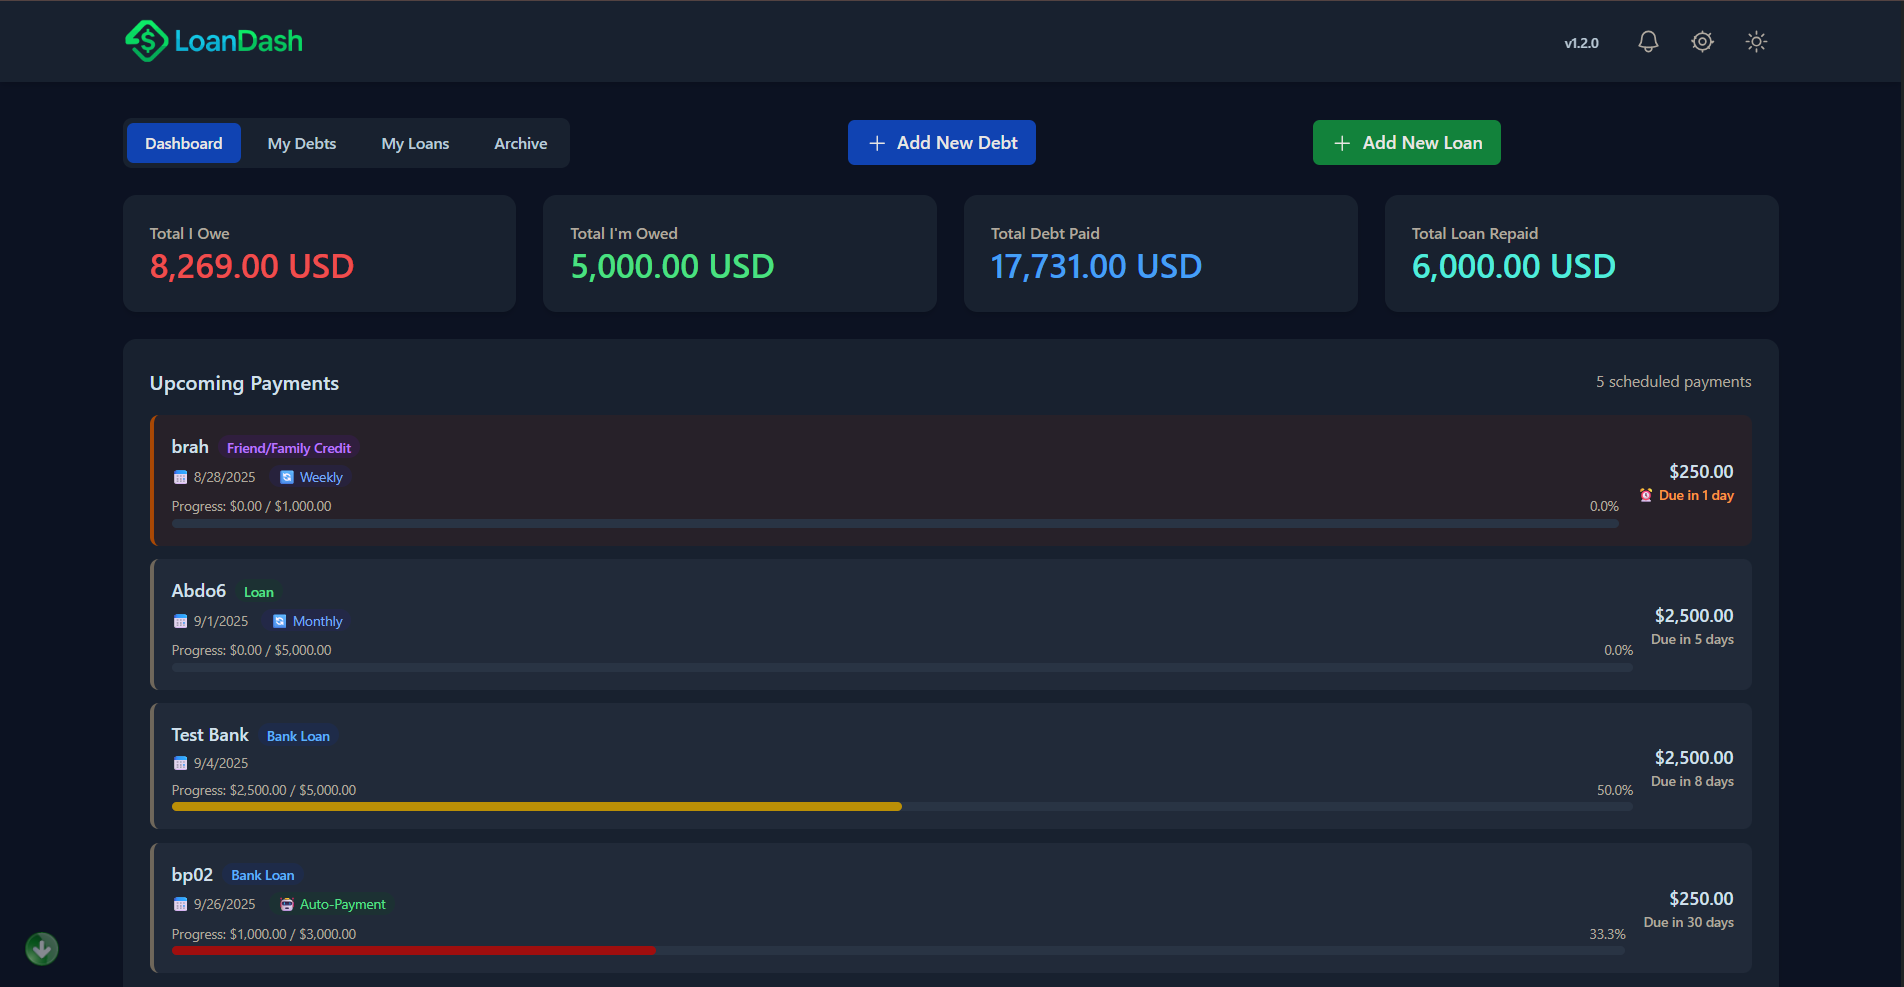 LoanDash
v1.2.0
Dashboard
My Debts
My Loans
Archive
Add New Debt
Add New Loan
Total I Owe
8,269.00 USD
Total I'm Owed
5,000.00 USD
Total Debt Paid
17,731.00 USD
Total Loan Repaid
6,000.00 USD
Upcoming Payments
5 scheduled payments
brah Friend/Family Credit
8/28/2025 Weekly
Progress: $0.00 / $1,000.00
0.0%
$250.00
Due in 1 day
Abdo6 Loan
9/1/2025 Monthly
Progress: $0.00 / $5,000.00
0.0%
$2,500.00
Due in 5 days
Test Bank Bank Loan
9/4/2025
Progress: $2,500.00 / $5,000.00
50.0%
$2,500.00
Due in 8 days
bp02 Bank Loan
9/26/2025 Auto-Payment
Progress: $1,000.00 / $3,000.00
33.3%
$250.00
Due in 30 days